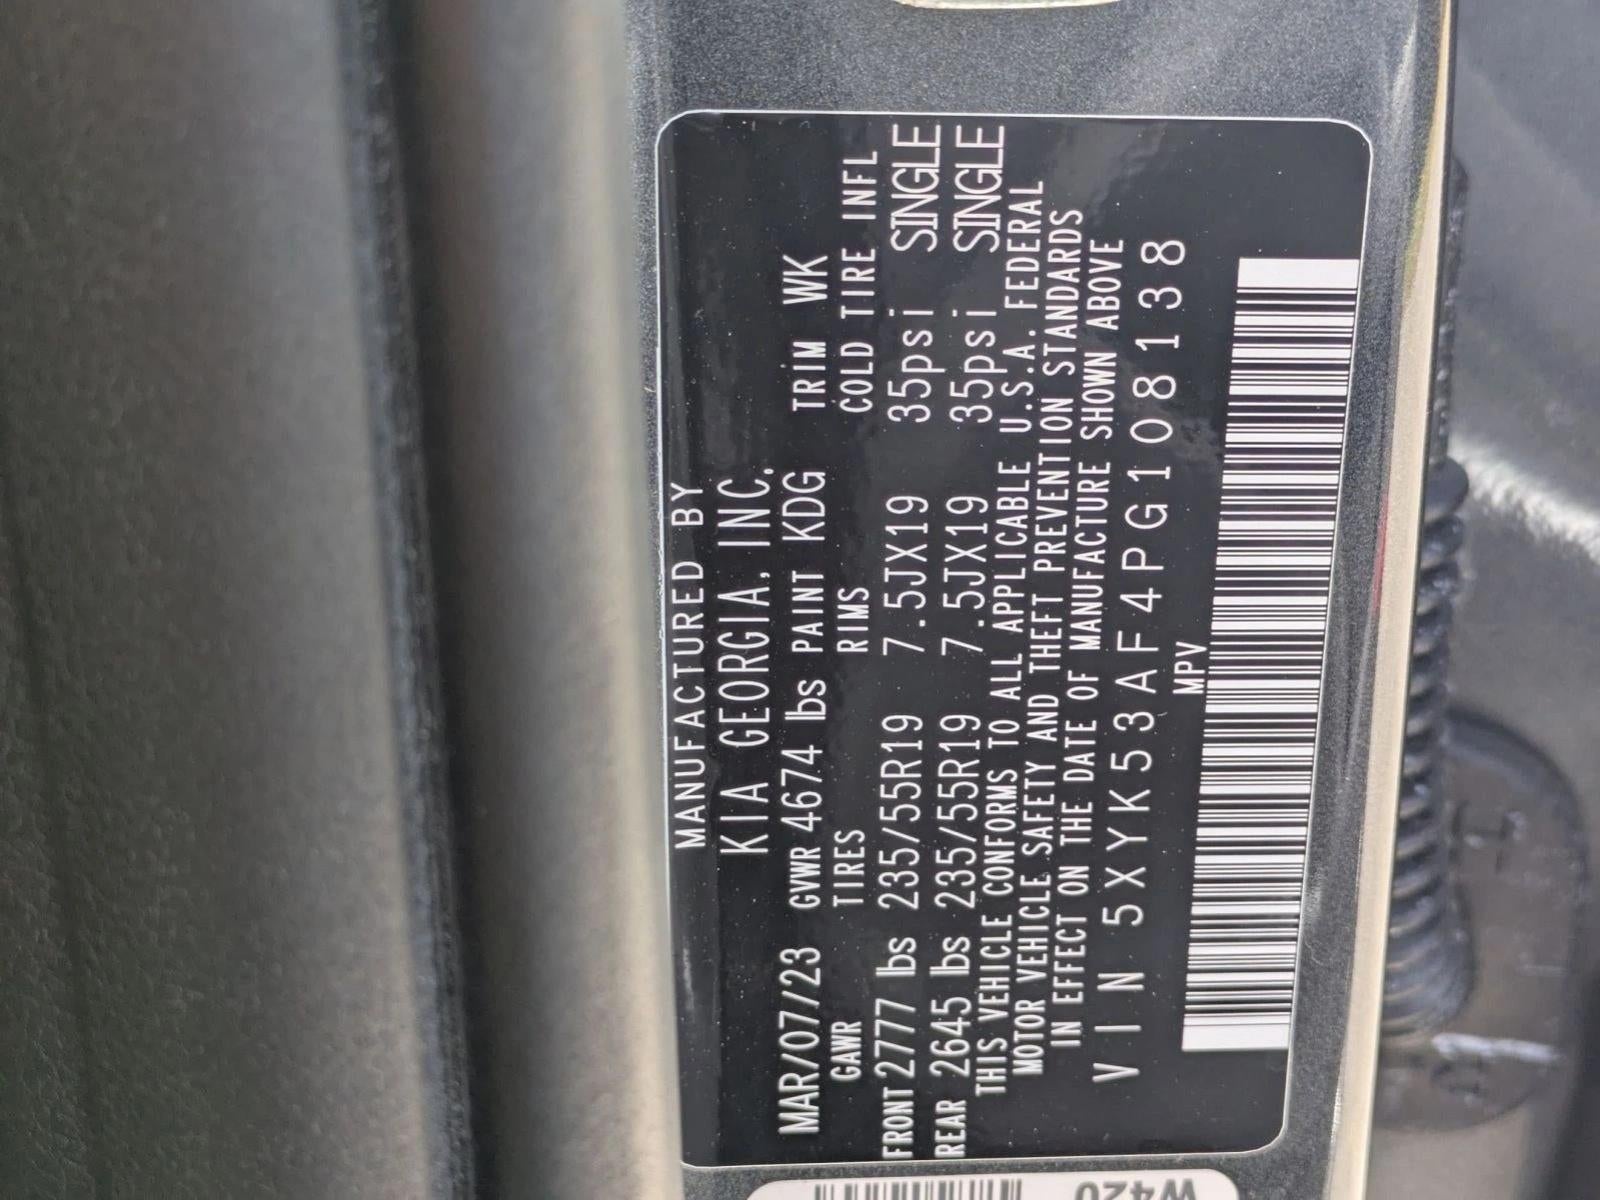 MANUFACTURED BY
KIA GEORGIA, INC.
MAR/07/23 GVWR 4674 lbs PAINT KDG TRIM WK
GAWR TIRES RIMS COLD TIRE INFL
FRONT 2777 lbs 235/55R19 7.5JX19 35psi SINGLE
REAR 2645 lbs 235/55R19 7.5JX19 35psi SINGLE
THIS VEHICLE CONFORMS TO ALL APPLICABLE U.S.A. FEDERAL
MOTOR VEHICLE SAFETY AND THEFT PREVENTION STANDARDS
IN EFFECT ON THE DATE OF MANUFACTURE SHOWN ABOVE
VIN 5XYK53AF4PG108138
MPV
W420